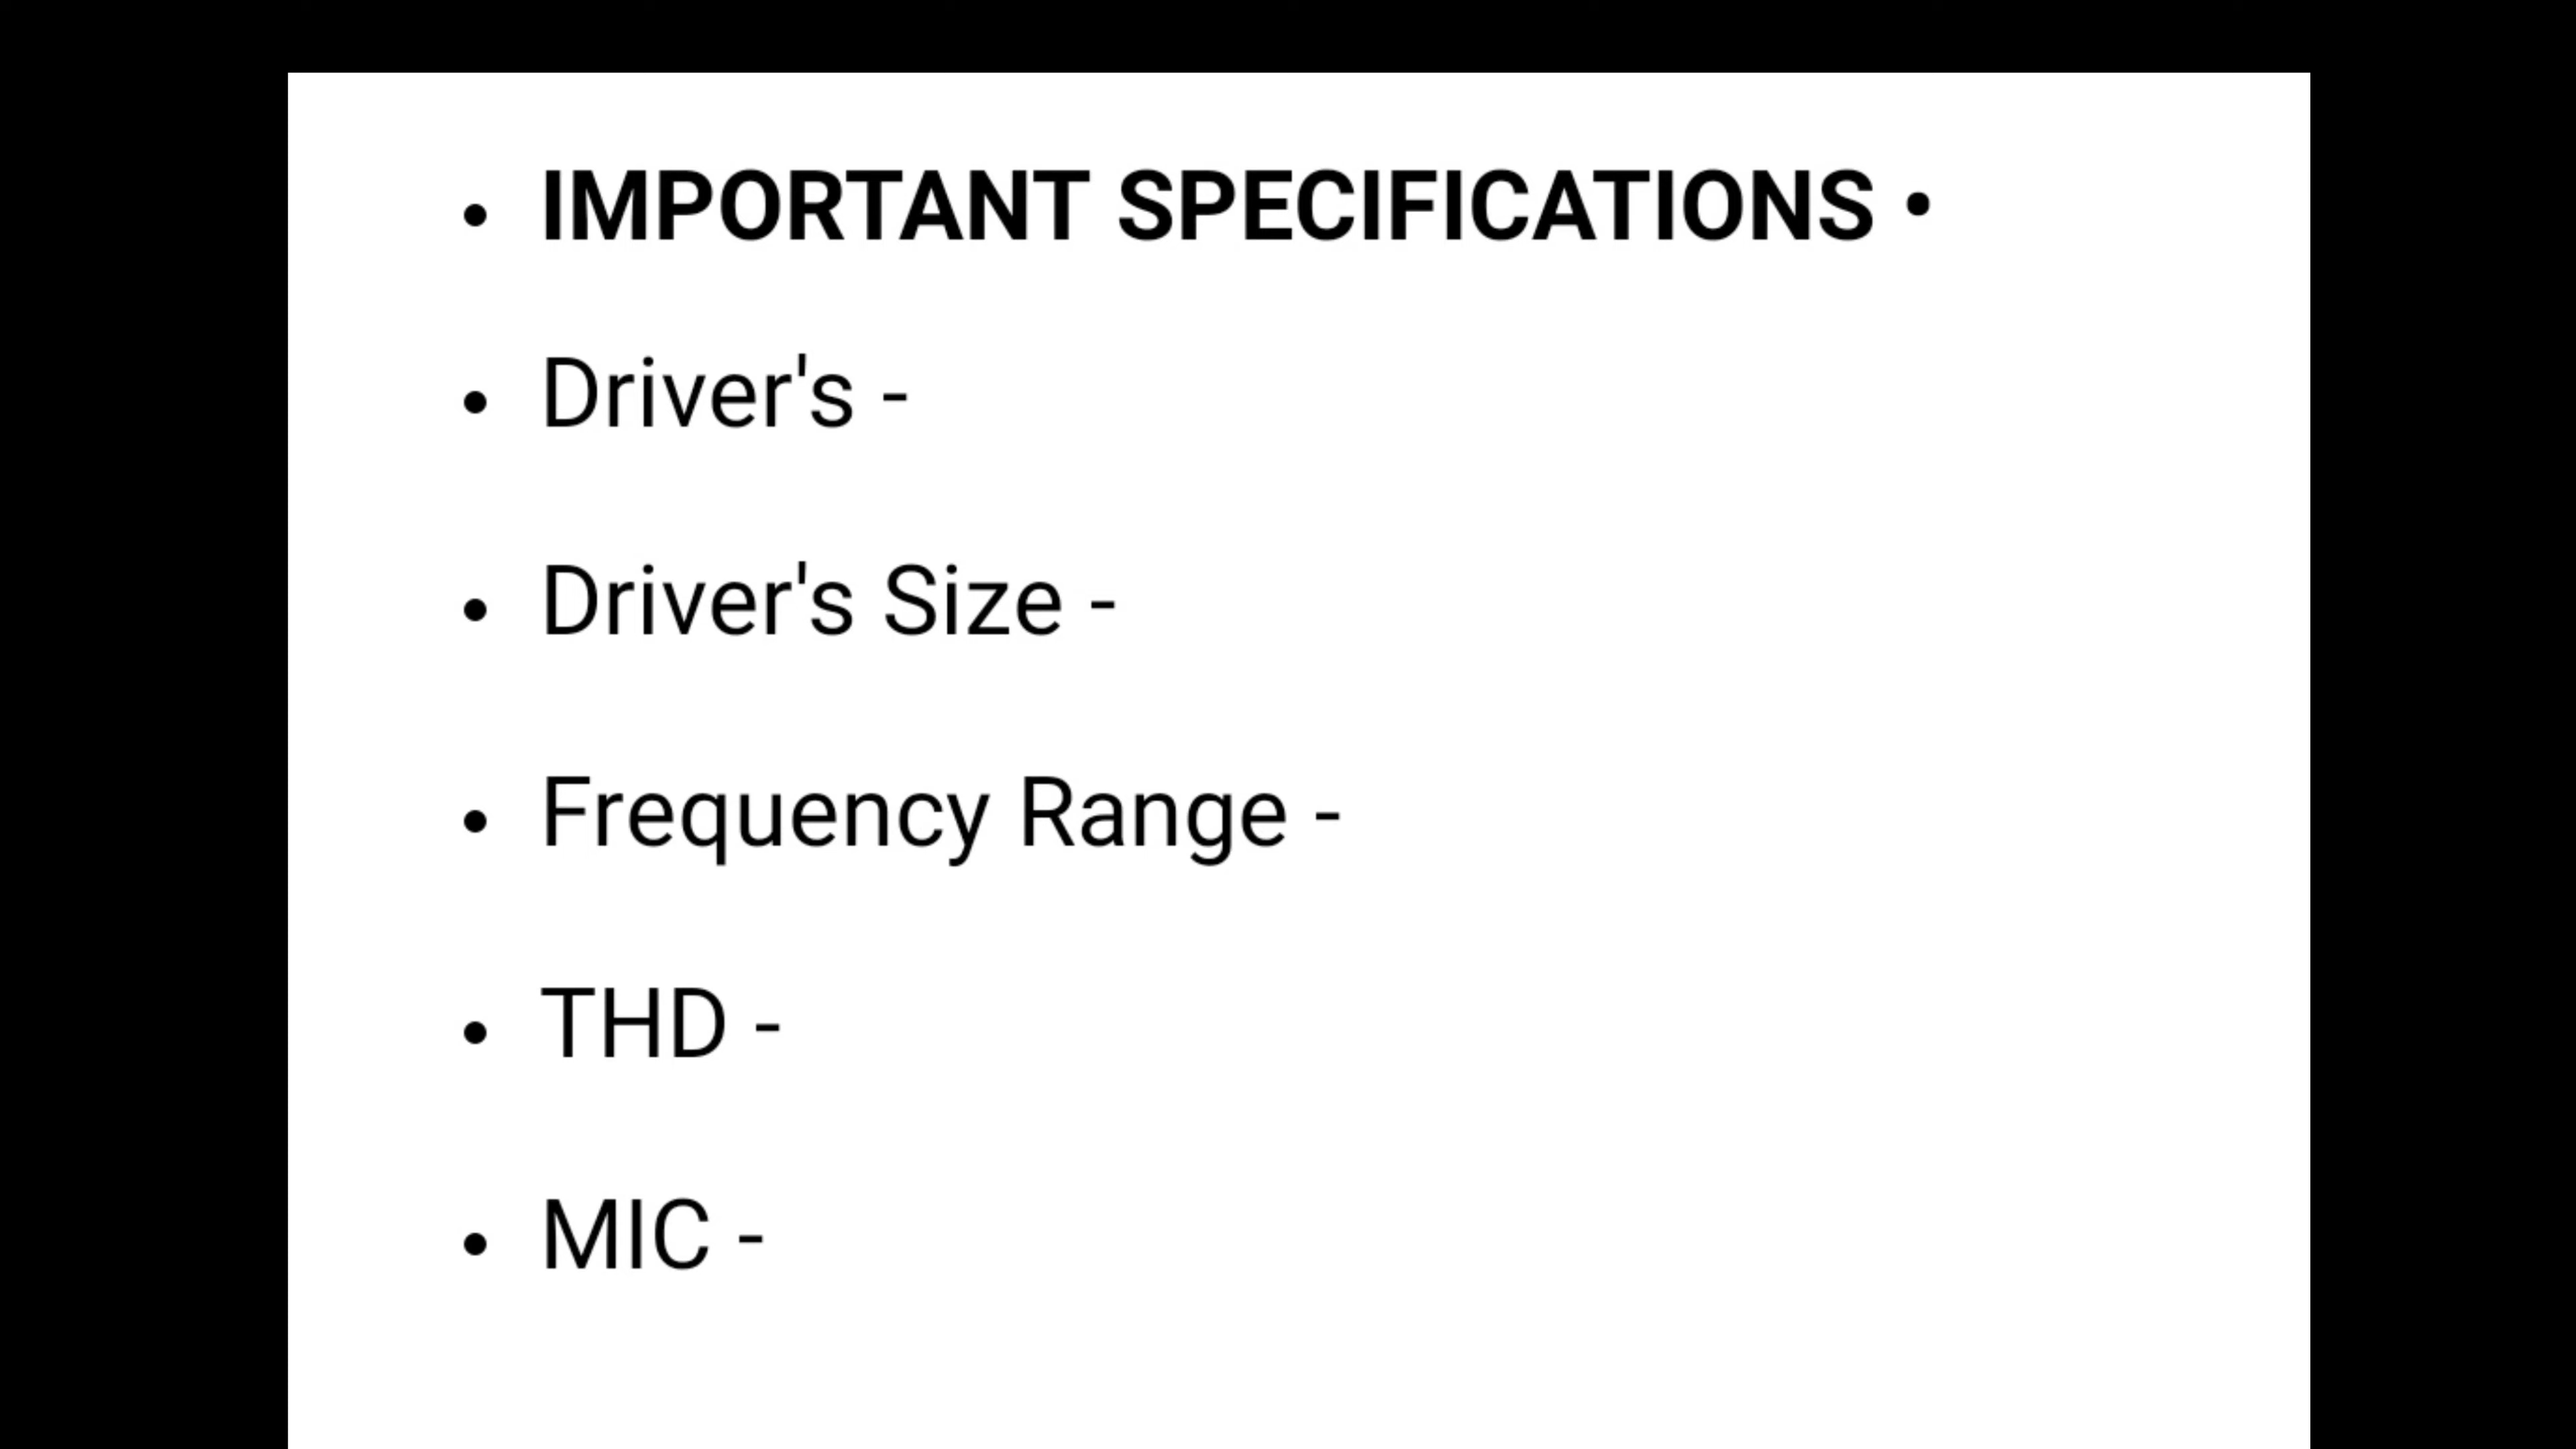 • IMPORTANT SPECIFICATIONS •
• Driver's -
• Driver's Size -
• Frequency Range -
• THD -
• MIC -